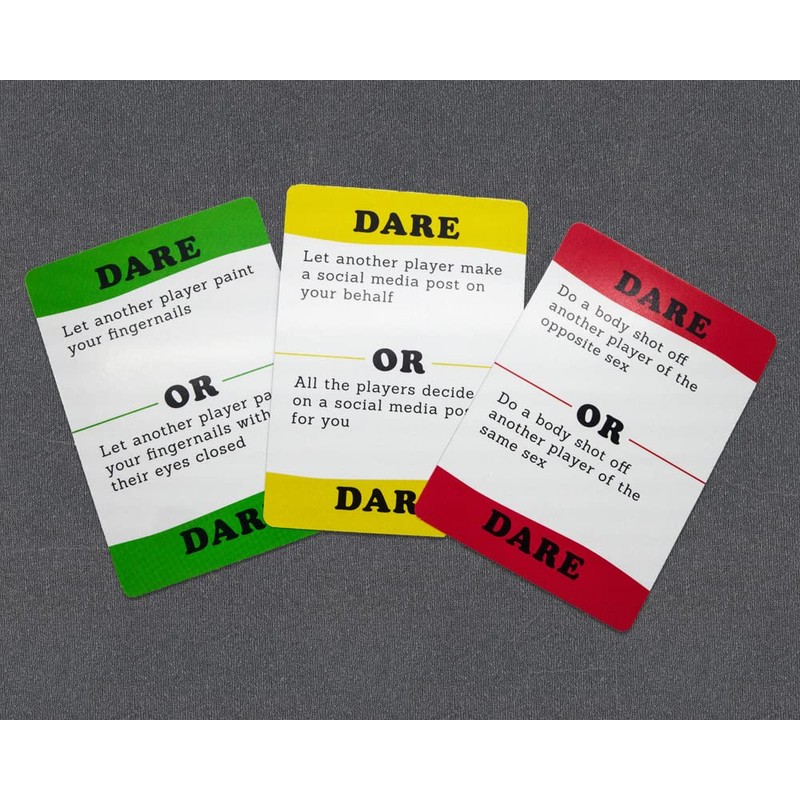 DARE
Let another player paint
your fingernails
OR
Let another player pa
your fingernails with
their eyes closed
DAR
DARE
Let another player make
a social media post on
your behalf
OR
All the players decide
on a social media pos
for you
DAR
DARE
Do a body shot off
another player of the
opposite sex
OR
Do a body shot off
another player of the
same sex
DARE